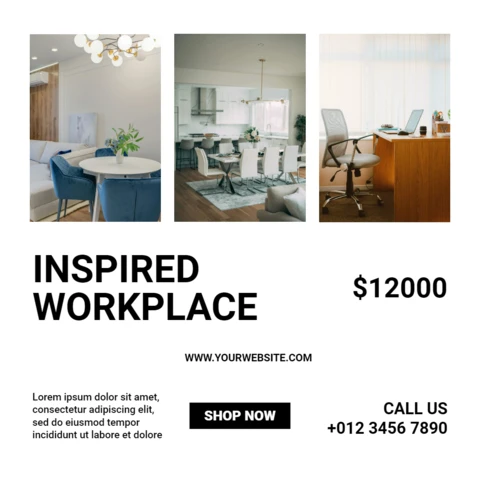 INSPIRED
WORKPLACE
$12000
WWW.YOURWEBSITE.COM
Lorem ipsum dolor sit amet,
consectetur adipiscing elit,
sed do eiusmod tempor
incididunt ut labore et dolore
SHOP NOW
CALL US
+012 3456 7890